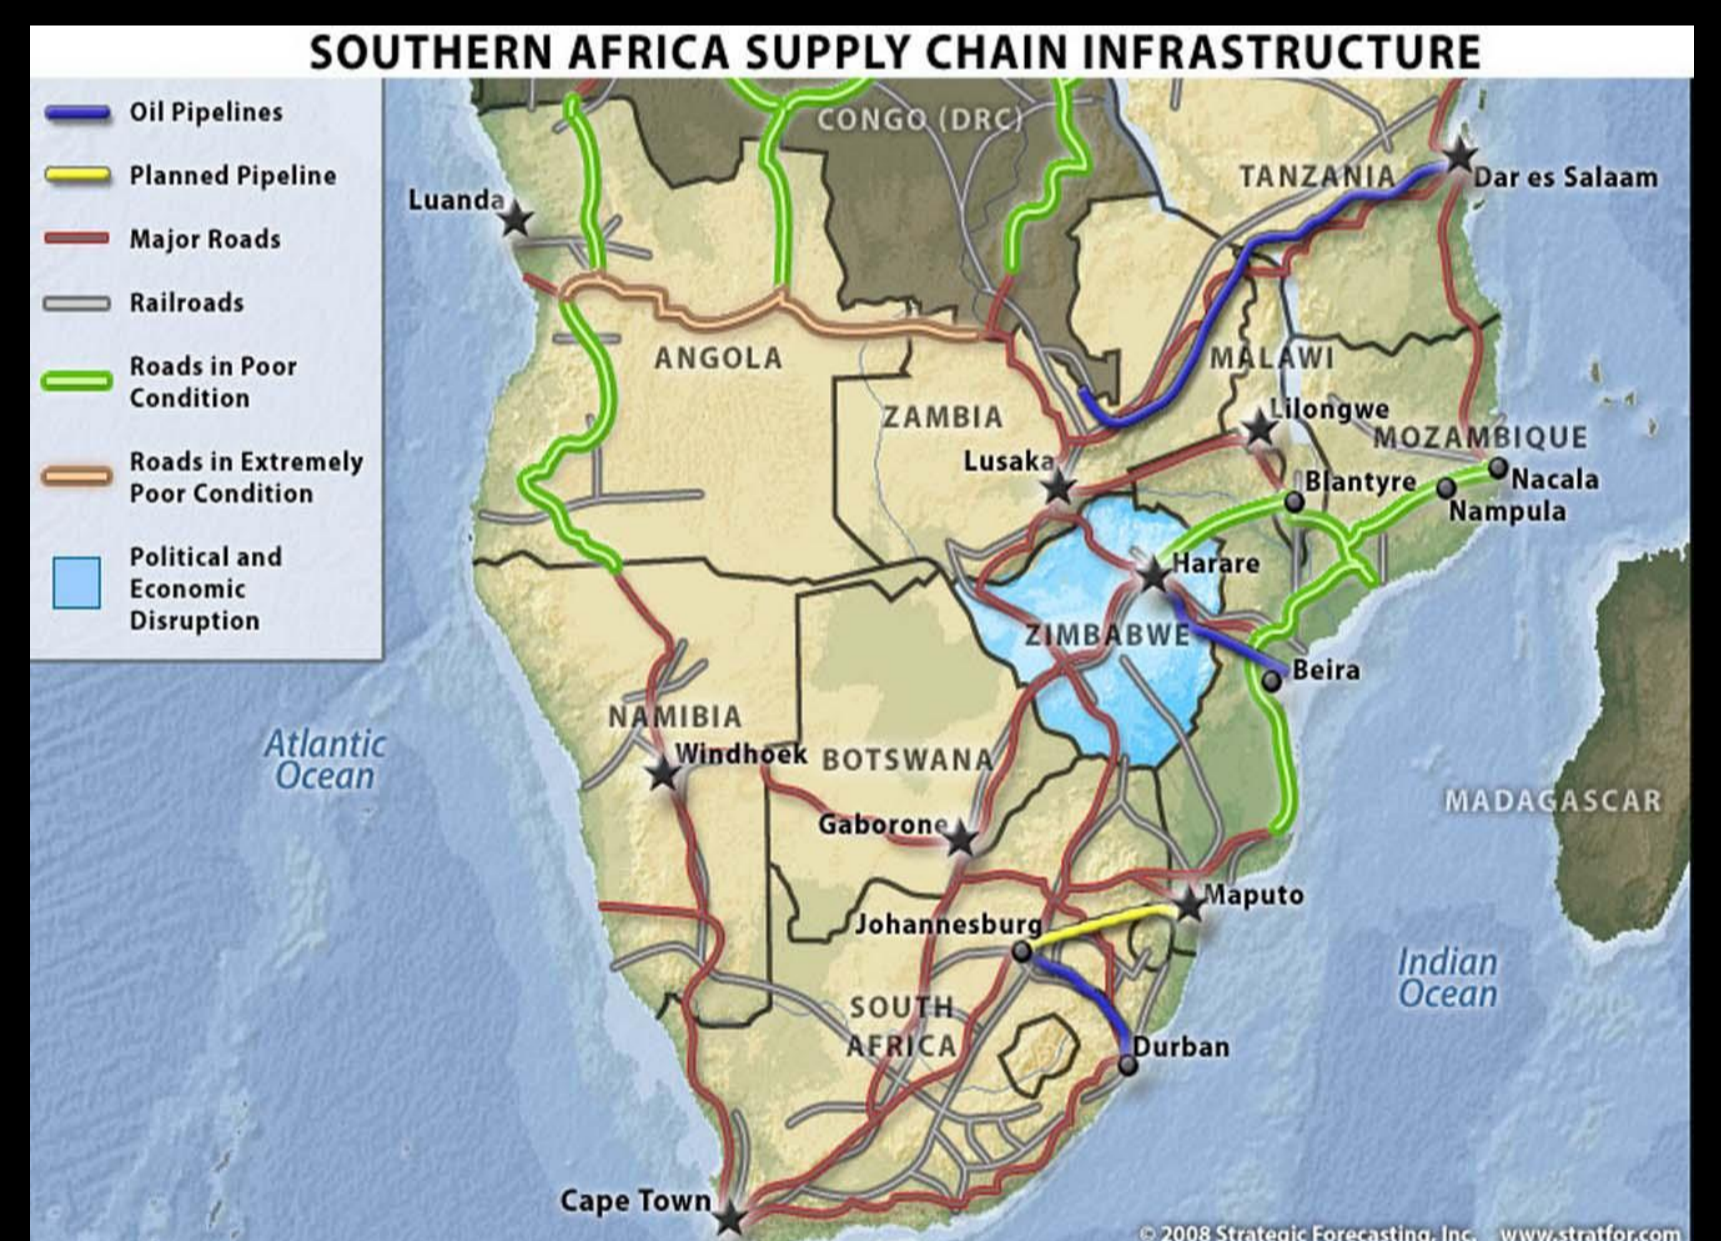 SOUTHERN AFRICA SUPPLY CHAIN INFRASTRUCTURE
Oil Pipelines
Planned Pipeline
Major Roads
Railroads
Roads in Poor
Condition
Roads in Extremely
Poor Condition
Political and
Economic
Disruption
CONGO (DRC)
TANZANIA
Dar es Salaam
Luanda
ANGOLA
MALAWI
ZAMBIA
Lilongwe
MOZAMBIQUE
Lusaka
Blantyre
Nacala
Nampula
Harare
ZIMBABWE
Beira
NAMIBIA
Windhoek
BOTSWANA
Atlantic
Ocean
MADAGASCAR
Gaborone
Maputo
Johannesburg
Indian
Ocean
SOUTH
AFRICA
Durban
Cape Town
© 2008 Strategic Forecasting, Inc. www.stratfor.com